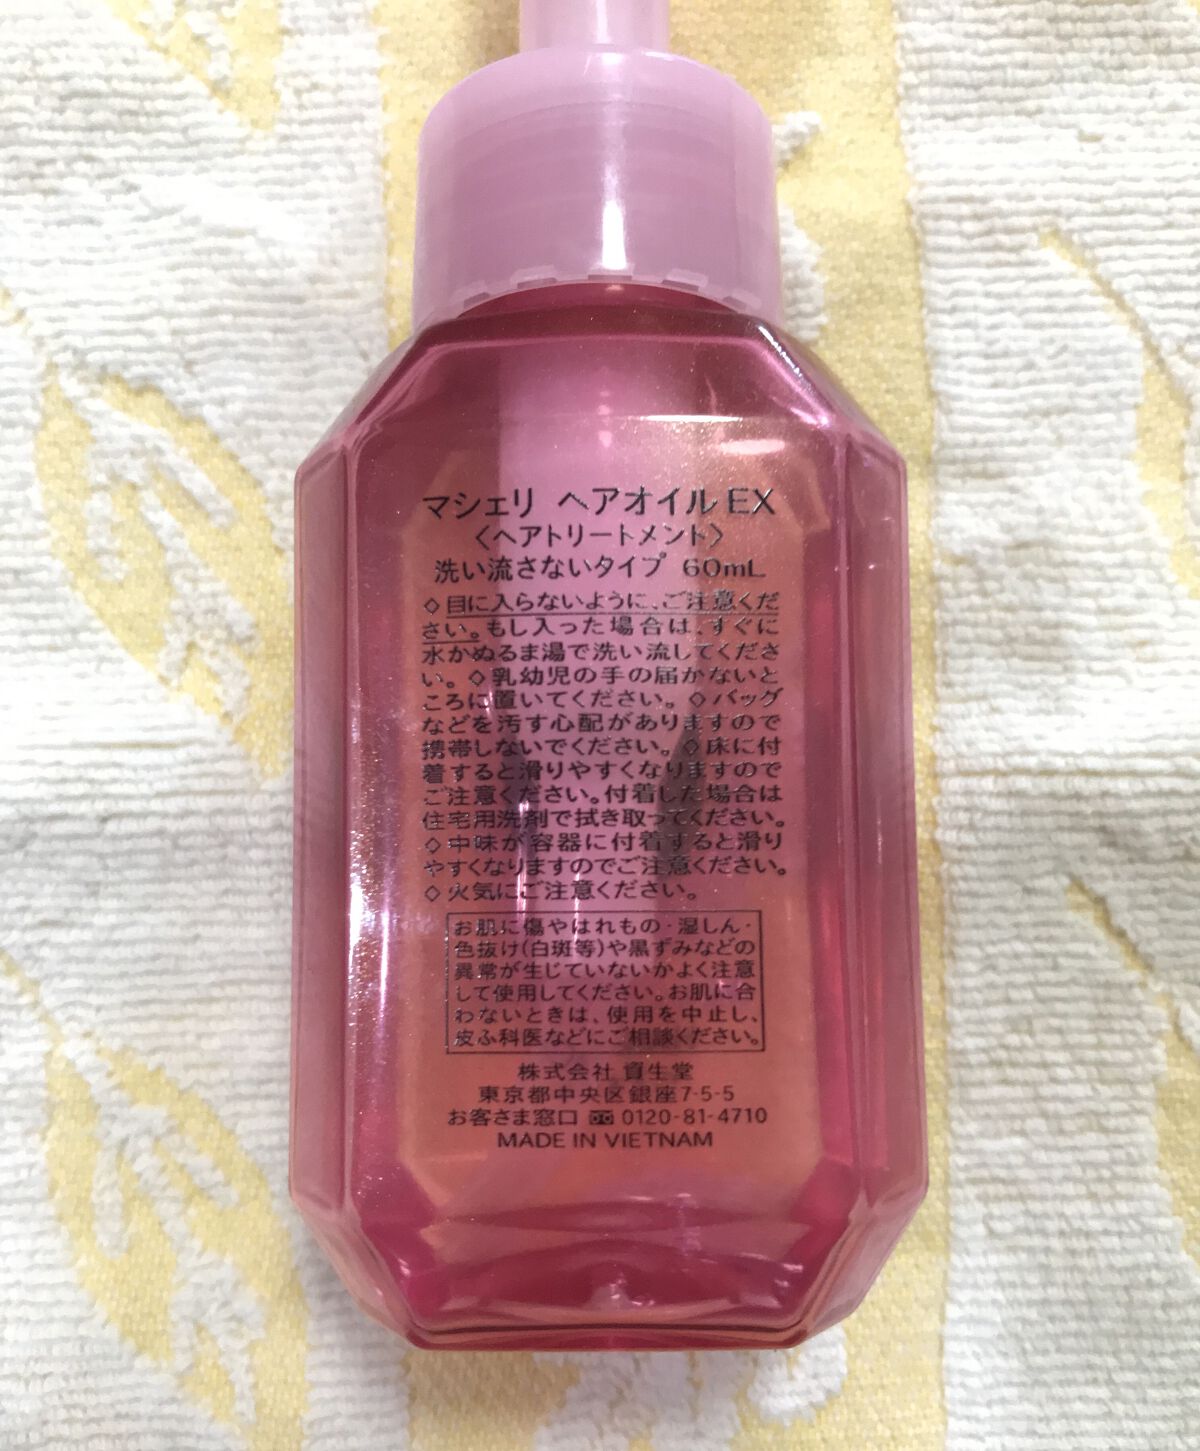 マシェリ ヘアオイル EX
〈ヘアトリートメント〉
洗い流さないタイプ 60mL
◇目に入らないように、ご注意くだ
さい。もし入った場合は、すぐに
水かぬるま湯で洗い流してくださ
い。◇乳幼児の手の届かないと
ころに置いてください。◇バッグ
などを汚す心配がありますので
携帯しないでください。◇床に付
着すると滑りやすくなりますので
ご注意ください。付着した場合は
住宅用洗剤で拭き取ってください。
◇中味が容器に付着すると滑り
やすくなりますのでご注意ください。
◇火気にご注意ください。
お肌に傷やはれもの・湿しん・
色抜け(白斑等)や黒ずみなどの
異常が生じていないかよく注意
して使用してください。お肌に合
わないときは、使用を中止し、
皮ふ科医などにご相談ください。
株式会社 資生堂
東京都中央区銀座7-5-5
お客さま窓口 0120-81-4710
MADE IN VIETNAM